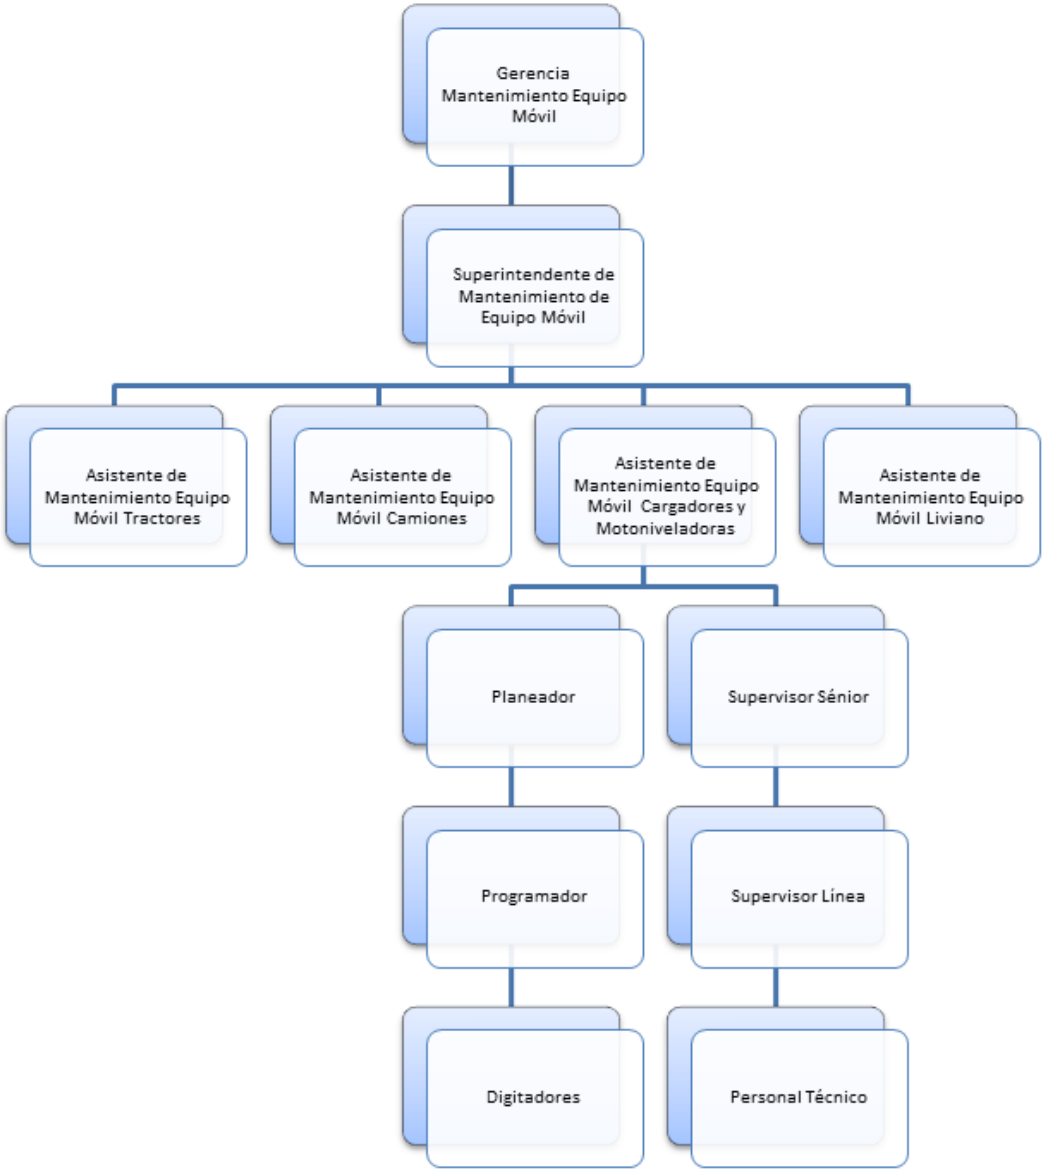 Gerencia
Mantenimiento Equipo
Móvil
Superintendente de
Mantenimiento de
Equipo Móvil
Asistente de
Mantenimiento Equipo
Móvil Tractores
Asistente de
Mantenimiento Equipo
Móvil Camiones
Asistente de
Mantenimiento Equipo
Móvil Cargadores y
Motoniveladoras
Asistente de
Mantenimiento Equipo
Móvil Liviano
Planeador
Supervisor Sénior
Programador
Supervisor Línea
Digitadores
Personal Técnico